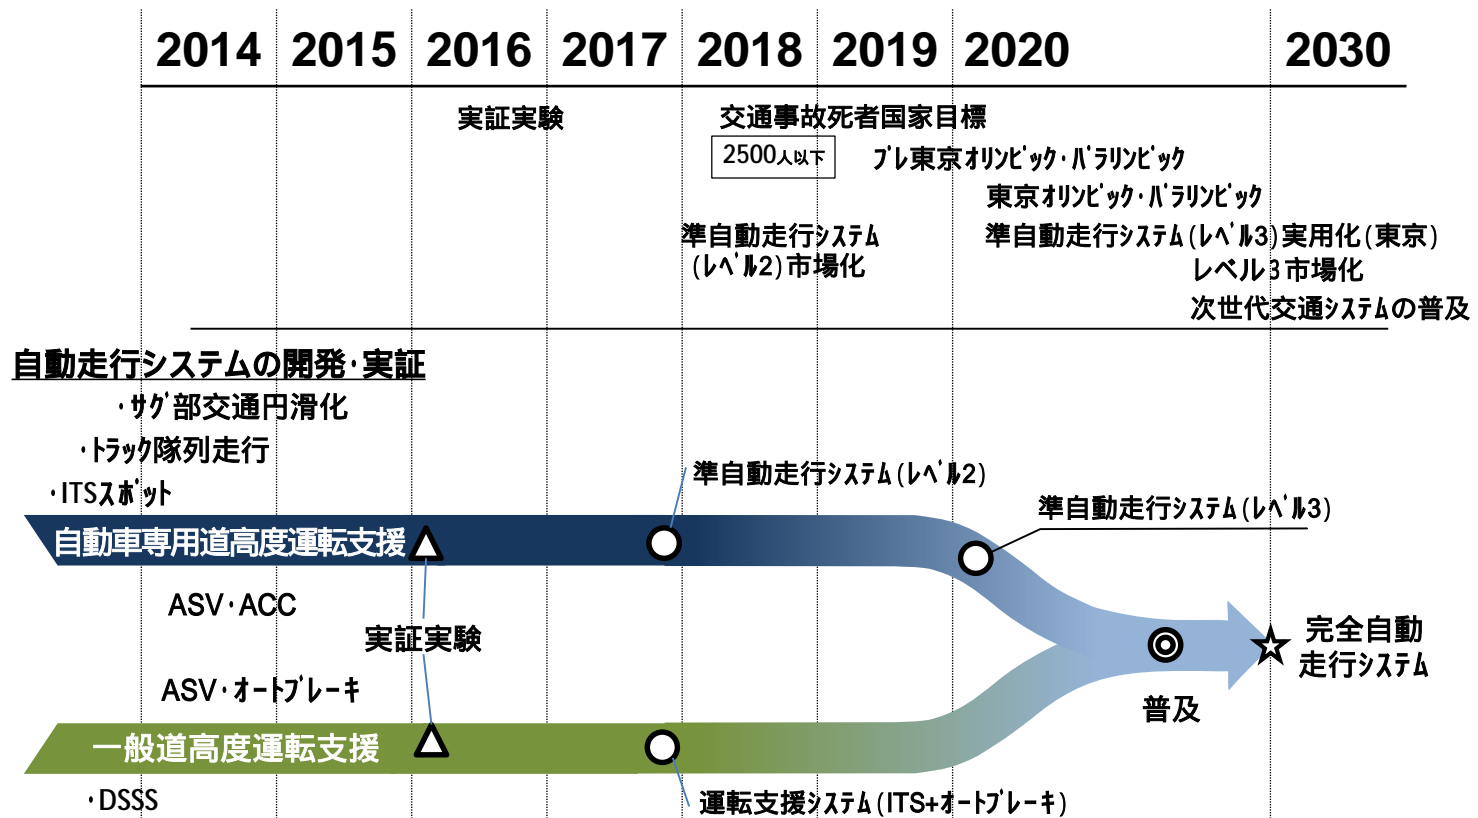 2014 2015 2016 2017 2018 2019 2020 2030
実証実験
交通事故死者国家目標
2500人以下
ﾌﾟﾚ東京ｵﾘﾝﾋﾟｯｸ･ﾊﾟﾗﾘﾝﾋﾟｯｸ
東京ｵﾘﾝﾋﾟｯｸ･ﾊﾟﾗﾘﾝﾋﾟｯｸ
準自動走行ｼｽﾃﾑ
(ﾚﾍﾞﾙ2)市場化
準自動走行ｼｽﾃﾑ(ﾚﾍﾞﾙ3)実用化(東京)
レベル3市場化
次世代交通ｼｽﾃﾑの普及
自動走行システムの開発･実証
･ｻｸﾞ部交通円滑化
･ﾄﾗｯｸ隊列走行
･ITSｽﾎﾟｯﾄ
準自動走行ｼｽﾃﾑ(ﾚﾍﾞﾙ2)
準自動走行ｼｽﾃﾑ(ﾚﾍﾞﾙ3)
自動車専用道高度運転支援
ASV･ACC
実証実験
完全自動
走行ｼｽﾃﾑ
ASV･ｵｰﾄﾌﾞﾚｰｷ
普及
一般道高度運転支援
･DSSS
運転支援ｼｽﾃﾑ(ITS+ｵｰﾄﾌﾞﾚｰｷ)